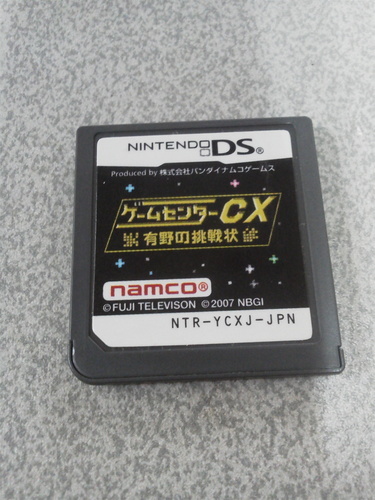 NINTENDO DS®
Produced by 株式会社バンダイナムコゲームス
ゲームセンターCX
有野の挑戦状
namco®
©FUJI TELEVISON ©2007 NBGI
NTR-YCXJ-JPN